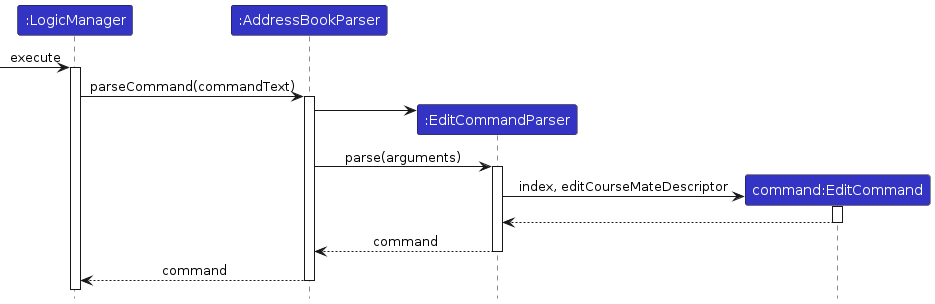 :LogicManager
:AddressBookParser
execute
parseCommand(commandText)
:EditCommandParser
parse(arguments)
index, editCourseMateDescriptor
command:EditCommand
command
command